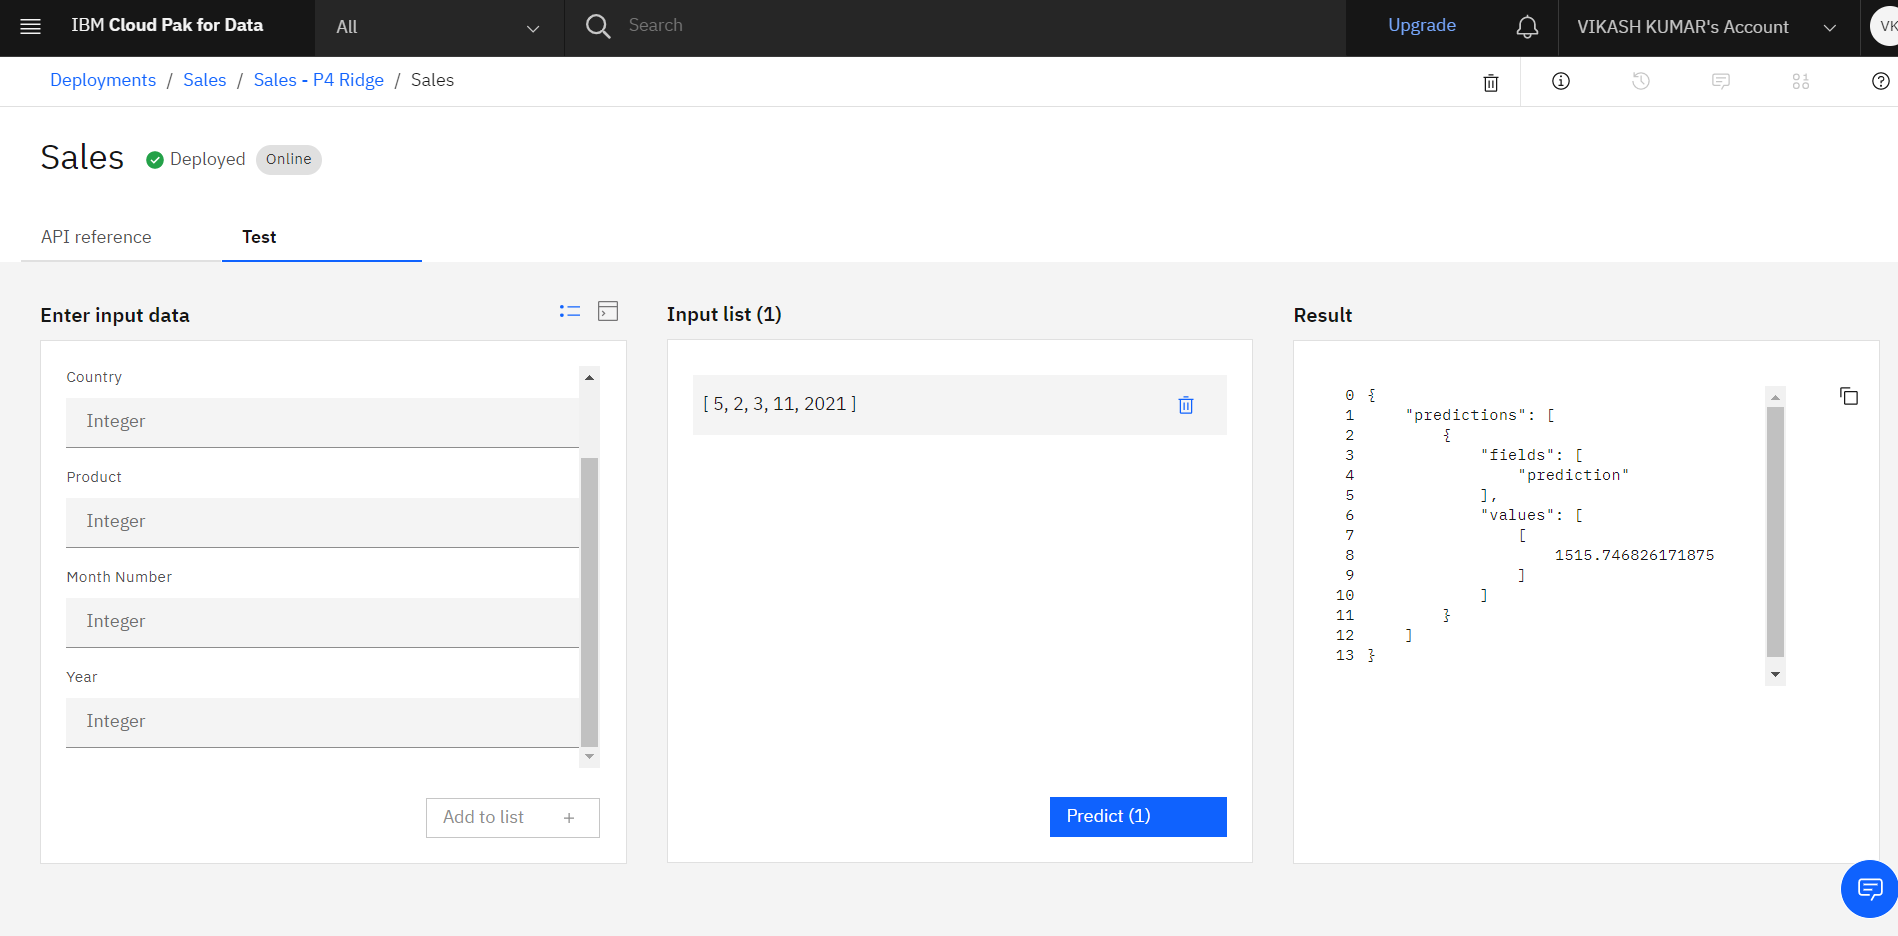 IBM Cloud Pak for Data
All
Search
Upgrade
VIKASH KUMAR's Account
VK
Deployments / Sales / Sales - P4 Ridge / Sales
Sales
Deployed
Online
API reference
Test
Enter input data
Country
Integer
Product
Integer
Month Number
Integer
Year
Integer
Add to list +
Input list (1)
[ 5, 2, 3, 11, 2021 ]
Predict (1)
Result
0 {
1 "predictions": [
2 {
3 "fields": [
4 "prediction"
5 ],
6 "values": [
7 [
8 1515.746826171875
9 ]
10 ]
11 }
12 ]
13 }